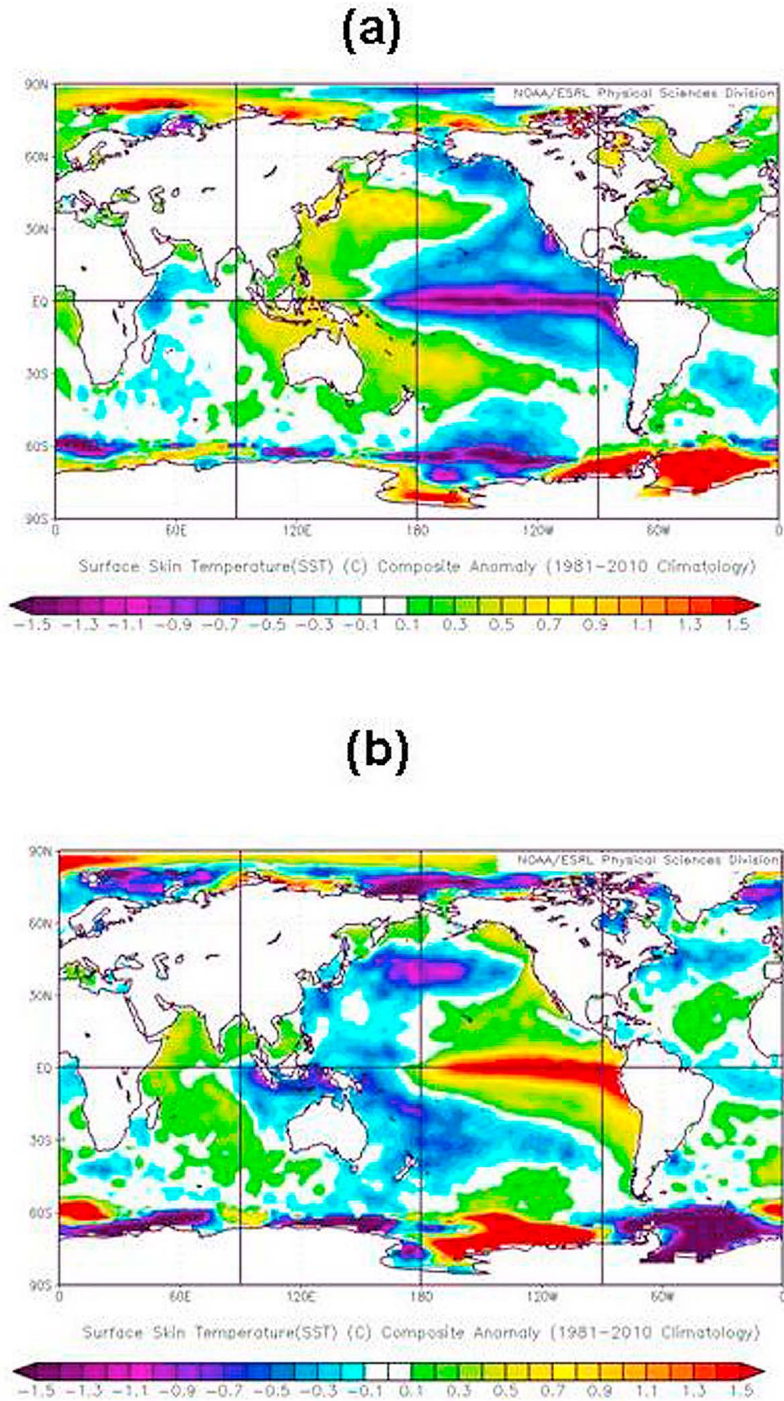 (a)
NOAA/ESRL Physical Sciences Division
90N
60N
30N
EQ
30S
60S
90S
0 60E 120E 180 120W 60W 0
Surface Skin Temperature(SST) (C) Composite Anomaly (1981-2010 Climatology)
-1.5 -1.3 -1.1 -0.9 -0.7 -0.5 -0.3 -0.1 0.1 0.3 0.5 0.7 0.9 1.1 1.3 1.5
(b)
NOAA/ESRL Physical Sciences Division
90N
60N
30N
EQ
30S
60S
90S
0 60E 120E 180 120W 60W 0
Surface Skin Temperature(SST) (C) Composite Anomaly (1981-2010 Climatology)
-1.5 -1.3 -1.1 -0.9 -0.7 -0.5 -0.3 -0.1 0.1 0.3 0.5 0.7 0.9 1.1 1.3 1.5